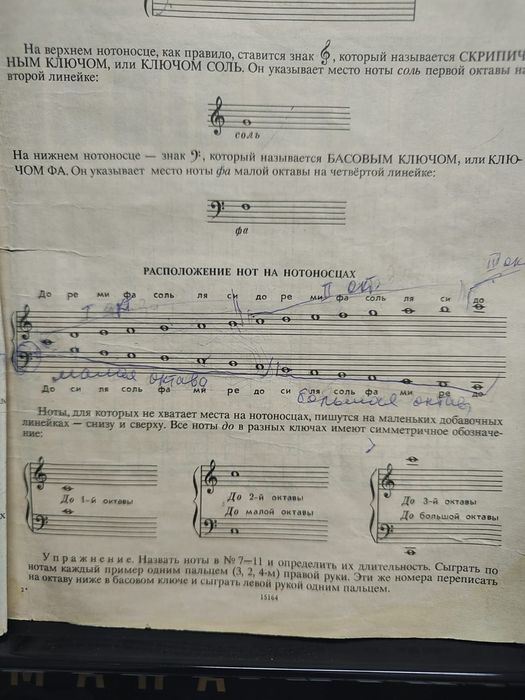 На верхнем нотоносце, как правило, ставится знак , который называется СКРИПИЧ
НЫМ КЛЮЧОМ, или КЛЮЧОМ СОЛЬ. Он указывает место ноты соль первой октавы на
второй линейке:
соль
На нижнем нотоносце — знак , который называется БАСОВЫМ КЛЮЧОМ, или КЛЮ-
ЧОМ ФА. Он указывает место ноты фа малой октавы на четвёртой линейке:
фа
РАСПОЛОЖЕНИЕ НОТ НА НОТОНОСЦАХ
III ок
II окт
До ре ми фа соль ля си до ре ми фа соль ля си до
I
малая октава
большая октав
До си ля соль фа ми ре до си ля соль фа ми ре до
Ноты, для которых не хватает места на нотоносцах, пишутся на маленьких добавочных
линейках — снизу и сверху. Все ноты до в разных ключах имеют симметричное обозначе-
ние:
До 1-й октавы
До 2-й октавы
До малой октавы
До 3-й октавы
До большой октавы
Упражнение. Назвать ноты в № 7—11 и определить их длительность. Сыграть по
нотам каждый пример одним пальцем (3, 2, 4-м) правой руки. Эти же номера переписать
на октаву ниже в басовом ключе и сыграть левой рукой одним пальцем.
2*
15164